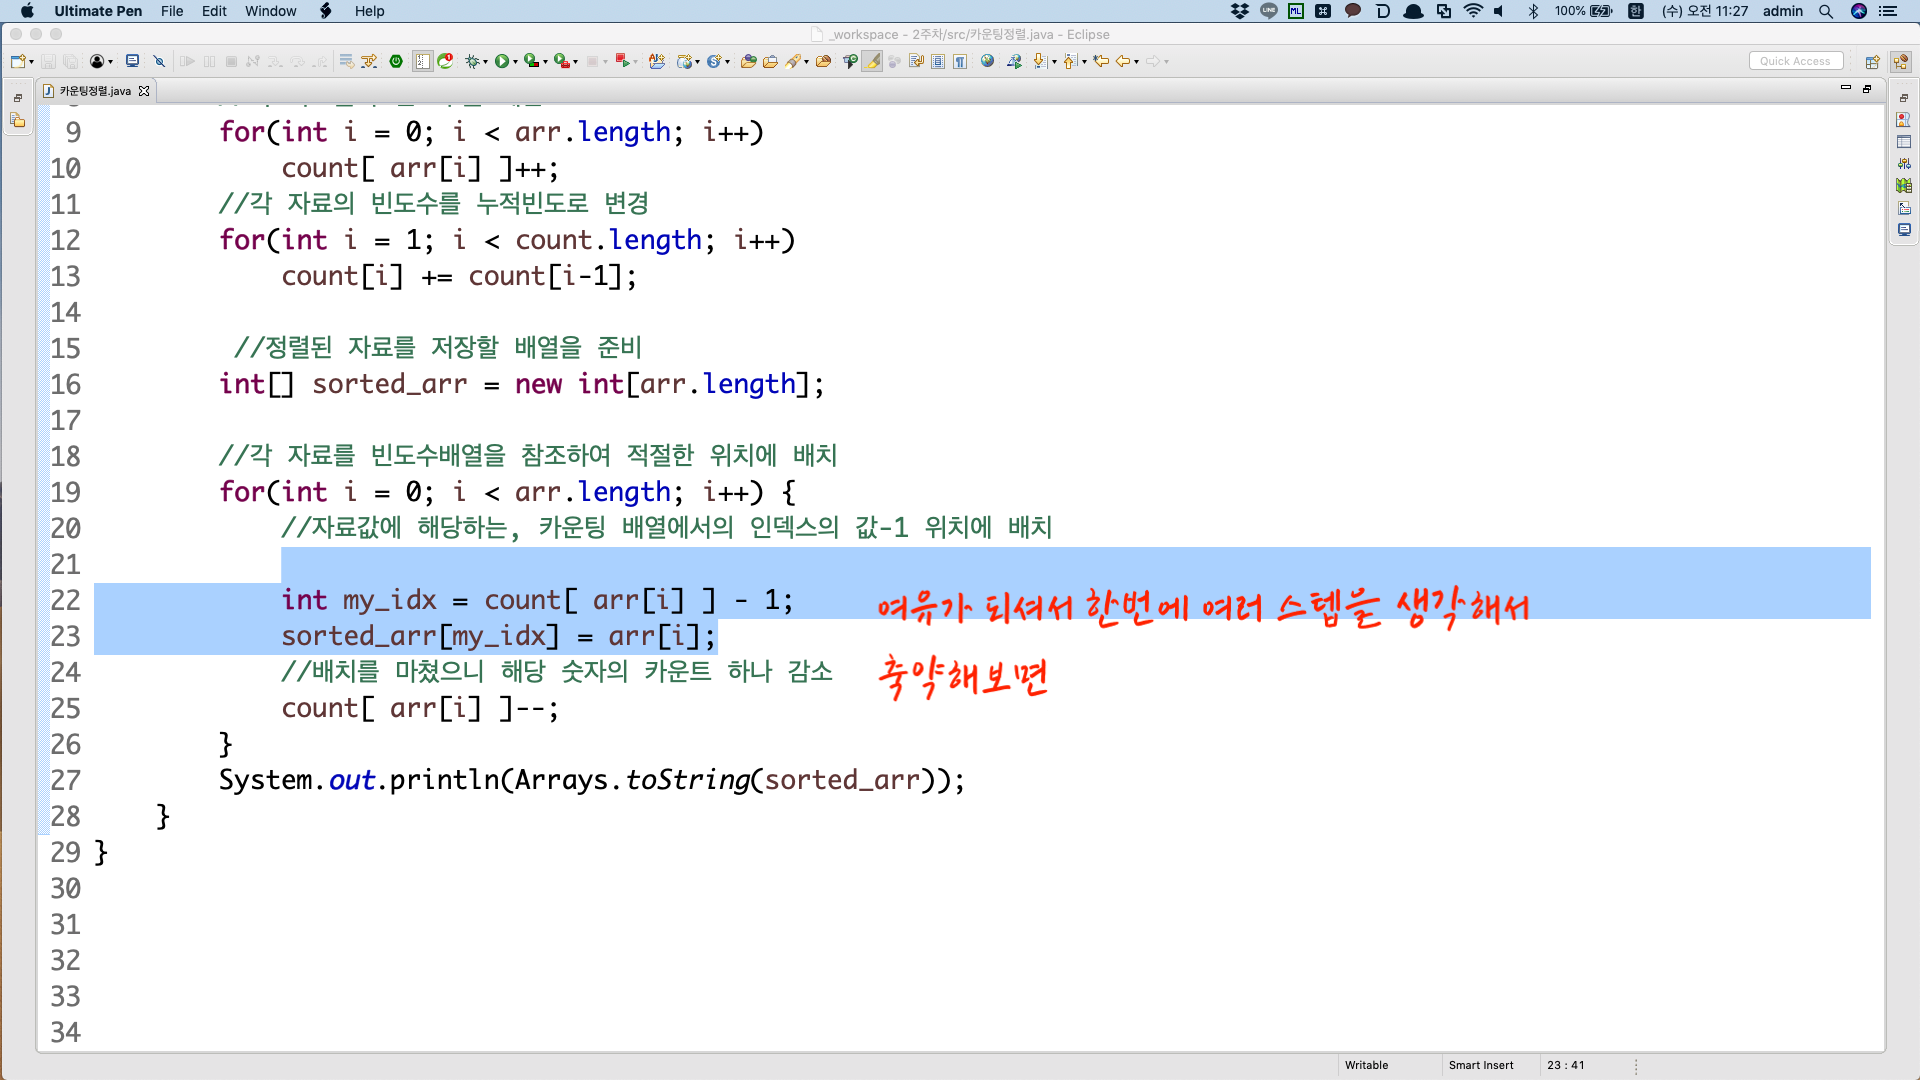 Ultimate Pen File Edit Window Help
100% 한 (수) 오전 11:27 admin
_workspace - 2주차/src/카운팅정렬.java - Eclipse
Quick Access
카운팅정렬.java
9 for(int i = 0; i < arr.length; i++)
10 count[ arr[i] ]++;
11 //각 자료의 빈도수를 누적빈도로 변경
12 for(int i = 1; i < count.length; i++)
13 count[i] += count[i-1];
14
15 //정렬된 자료를 저장할 배열을 준비
16 int[] sorted_arr = new int[arr.length];
17
18 //각 자료를 빈도수배열을 참조하여 적절한 위치에 배치
19 for(int i = 0; i < arr.length; i++) {
20 //자료값에 해당하는, 카운팅 배열에서의 인덱스의 값-1 위치에 배치
21
22 int my_idx = count[ arr[i] ] - 1; 여유가 되셔서 한번에 여러 스텝을 생각해서
23 sorted_arr[my_idx] = arr[i];
24 //배치를 마쳤으니 해당 숫자의 카운트 하나 감소 축약해보면
25 count[ arr[i] ]--;
26 }
27 System.out.println(Arrays.toString(sorted_arr));
28 }
29 }
30
31
32
33
34
Writable Smart Insert 23 : 41